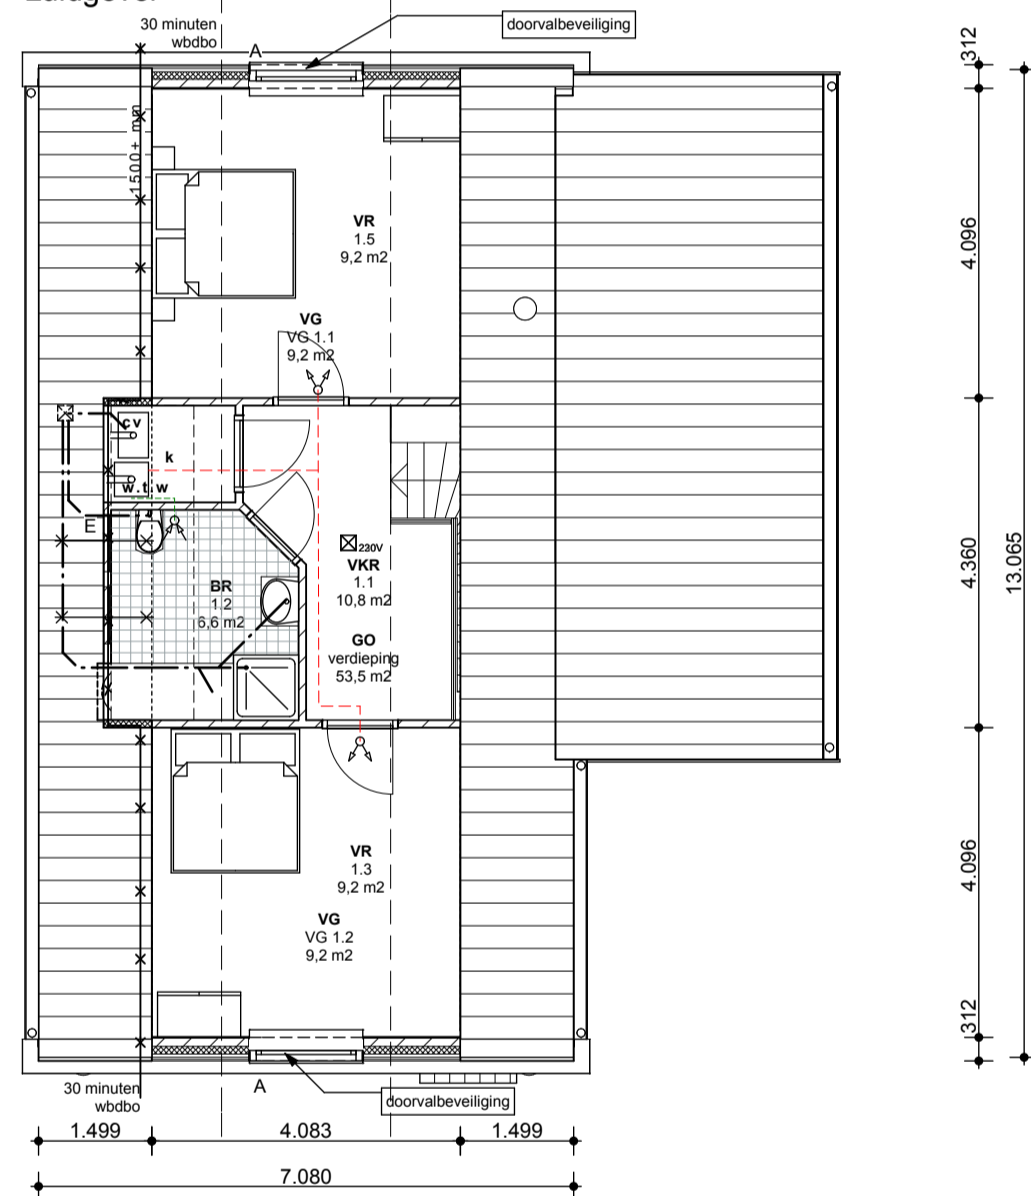 30 minuten
wbdbo
A
doorvalbeveiliging
1500+ mm
VR
1.5
9,2 m2
VG
VG 1.1
9,2 m2
cv
k
w.t.w
E
230V
VKR
1.1
10,8 m2
BR
1.2
6,6 m2
GO
verdieping
53,5 m2
VR
1.3
9,2 m2
VG
VG 1.2
9,2 m2
30 minuten
wbdbo
A
doorvalbeveiliging
1.499
4.083
1.499
7.080
312
4.096
4.360
13.065
4.096
312